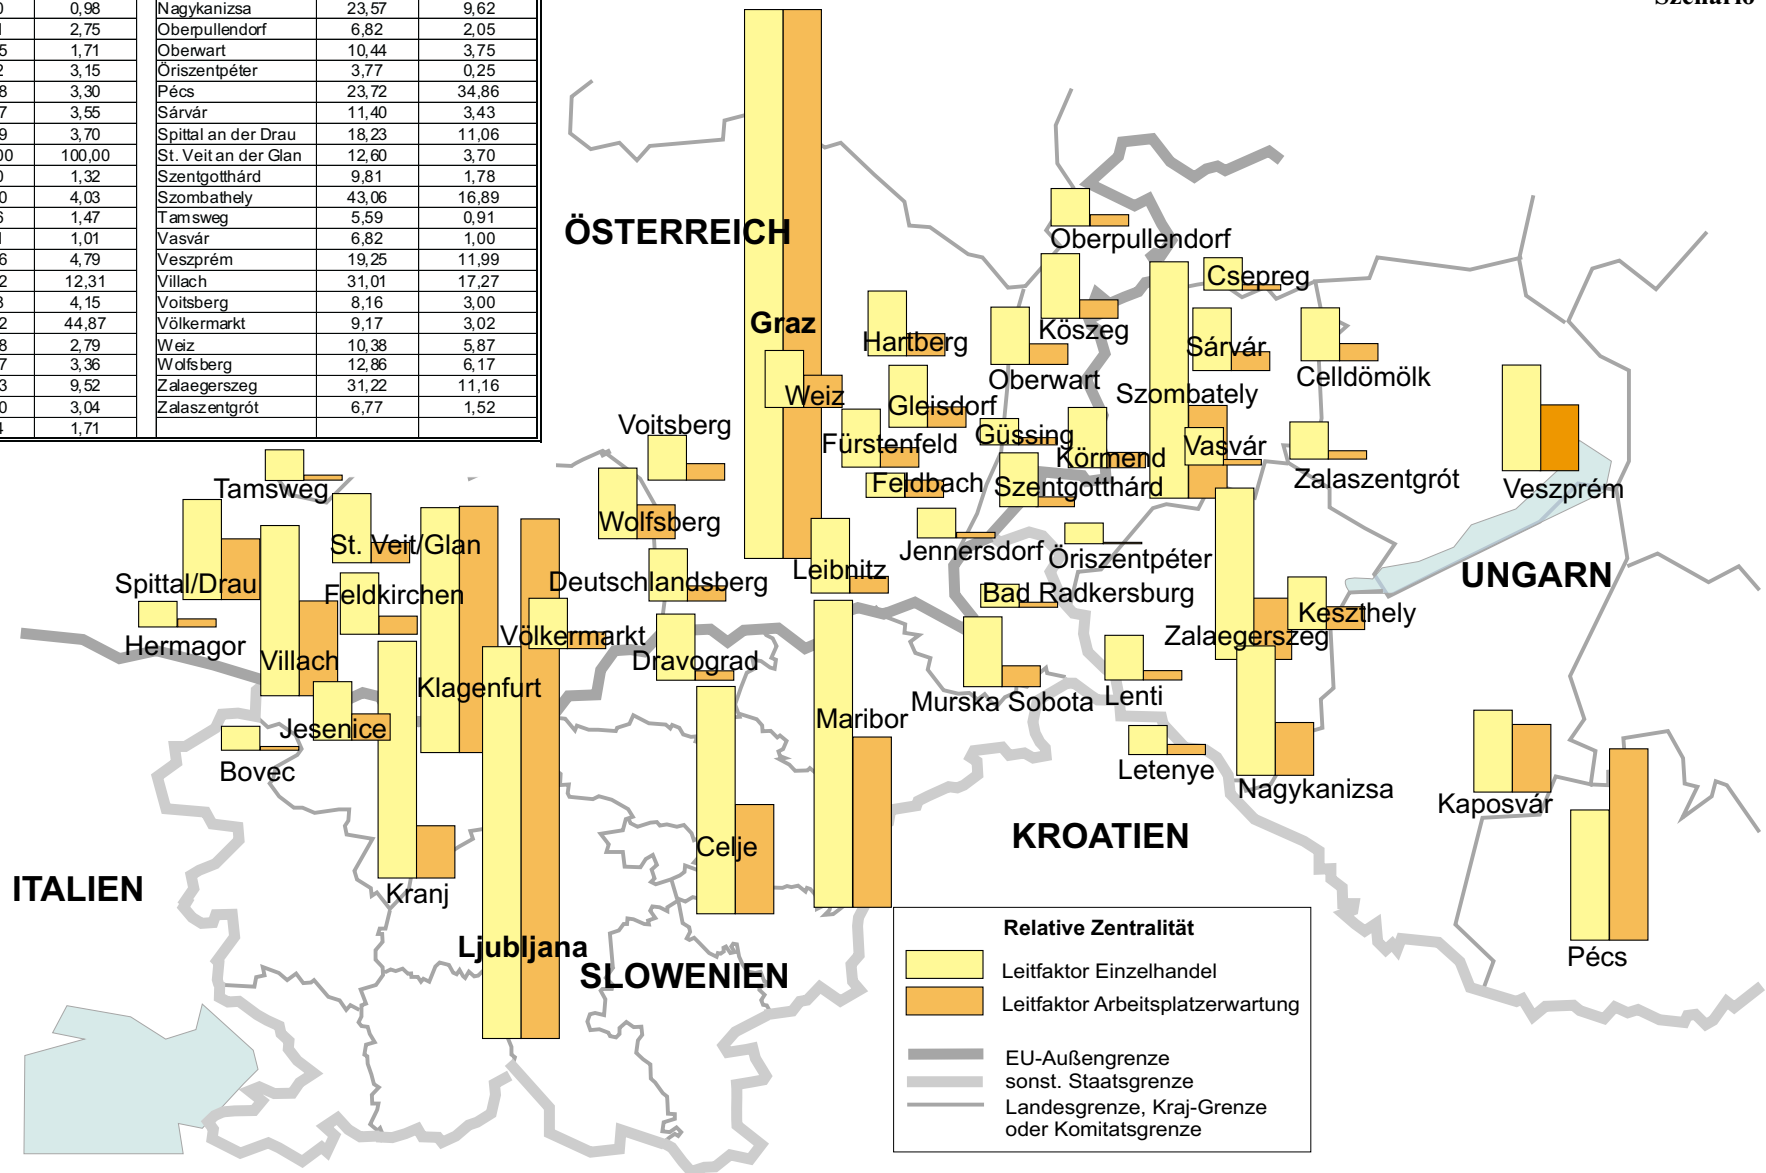 0,98 Nagykanizsa 23,57 9,62
2,75 Oberpullendorf 6,82 2,05
1,71 Oberwart 10,44 3,75
3,15 Öriszentpéter 3,77 0,25
3,30 Pécs 23,72 34,86
3,55 Sárvár 11,40 3,43
3,70 Spittal an der Drau 18,23 11,06
100,00 St. Veit an der Glan 12,60 3,70
1,32 Szentgotthárd 9,81 1,78
4,03 Szombathely 43,06 16,89
1,47 Tamsweg 5,59 0,91
1,01 Vasvár 6,82 1,00
4,79 Veszprém 19,25 11,99
12,31 Villach 31,01 17,27
4,15 Voitsberg 8,16 3,00
44,87 Völkermarkt 9,17 3,02
2,79 Weiz 10,38 5,87
3,36 Wolfsberg 12,86 6,17
9,52 Zalaegerszeg 31,22 11,16
3,04 Zalaszentgrót 6,77 1,52
1,71
ÖSTERREICH
Oberpullendorf
Csepreg
Graz
Hartberg
Köszeg
Sárvár
Oberwart
Celldömölk
Weiz
Szombately
Gleisdorf
Voitsberg
Fürstenfeld
Güssing
Körmend
Vasvár
Zalaszentgrót
Veszprém
Tamsweg
Feldbach
Szentgotthárd
Wolfsberg
St. Veit/Glan
Jennersdorf
Öriszentpéter
Leibnitz
UNGARN
Spittal/Drau
Deutschlandsberg
Feldkirchen
Bad Radkersburg
Keszthely
Hermagor
Völkermarkt
Zalaegerszeg
Villach
Dravograd
Klagenfurt
Murska Sobota
Lenti
Jesenice
Maribor
Bovec
Letenye
Nagykanizsa
Kaposvár
KROATIEN
Celje
ITALIEN
Kranj
Ljubljana
SLOWENIEN
Pécs
Relative Zentralität
Leitfaktor Einzelhandel
Leitfaktor Arbeitsplatzerwartung
EU-Außengrenze
sonst. Staatsgrenze
Landesgrenze, Kraj-Grenze
oder Komitatsgrenze